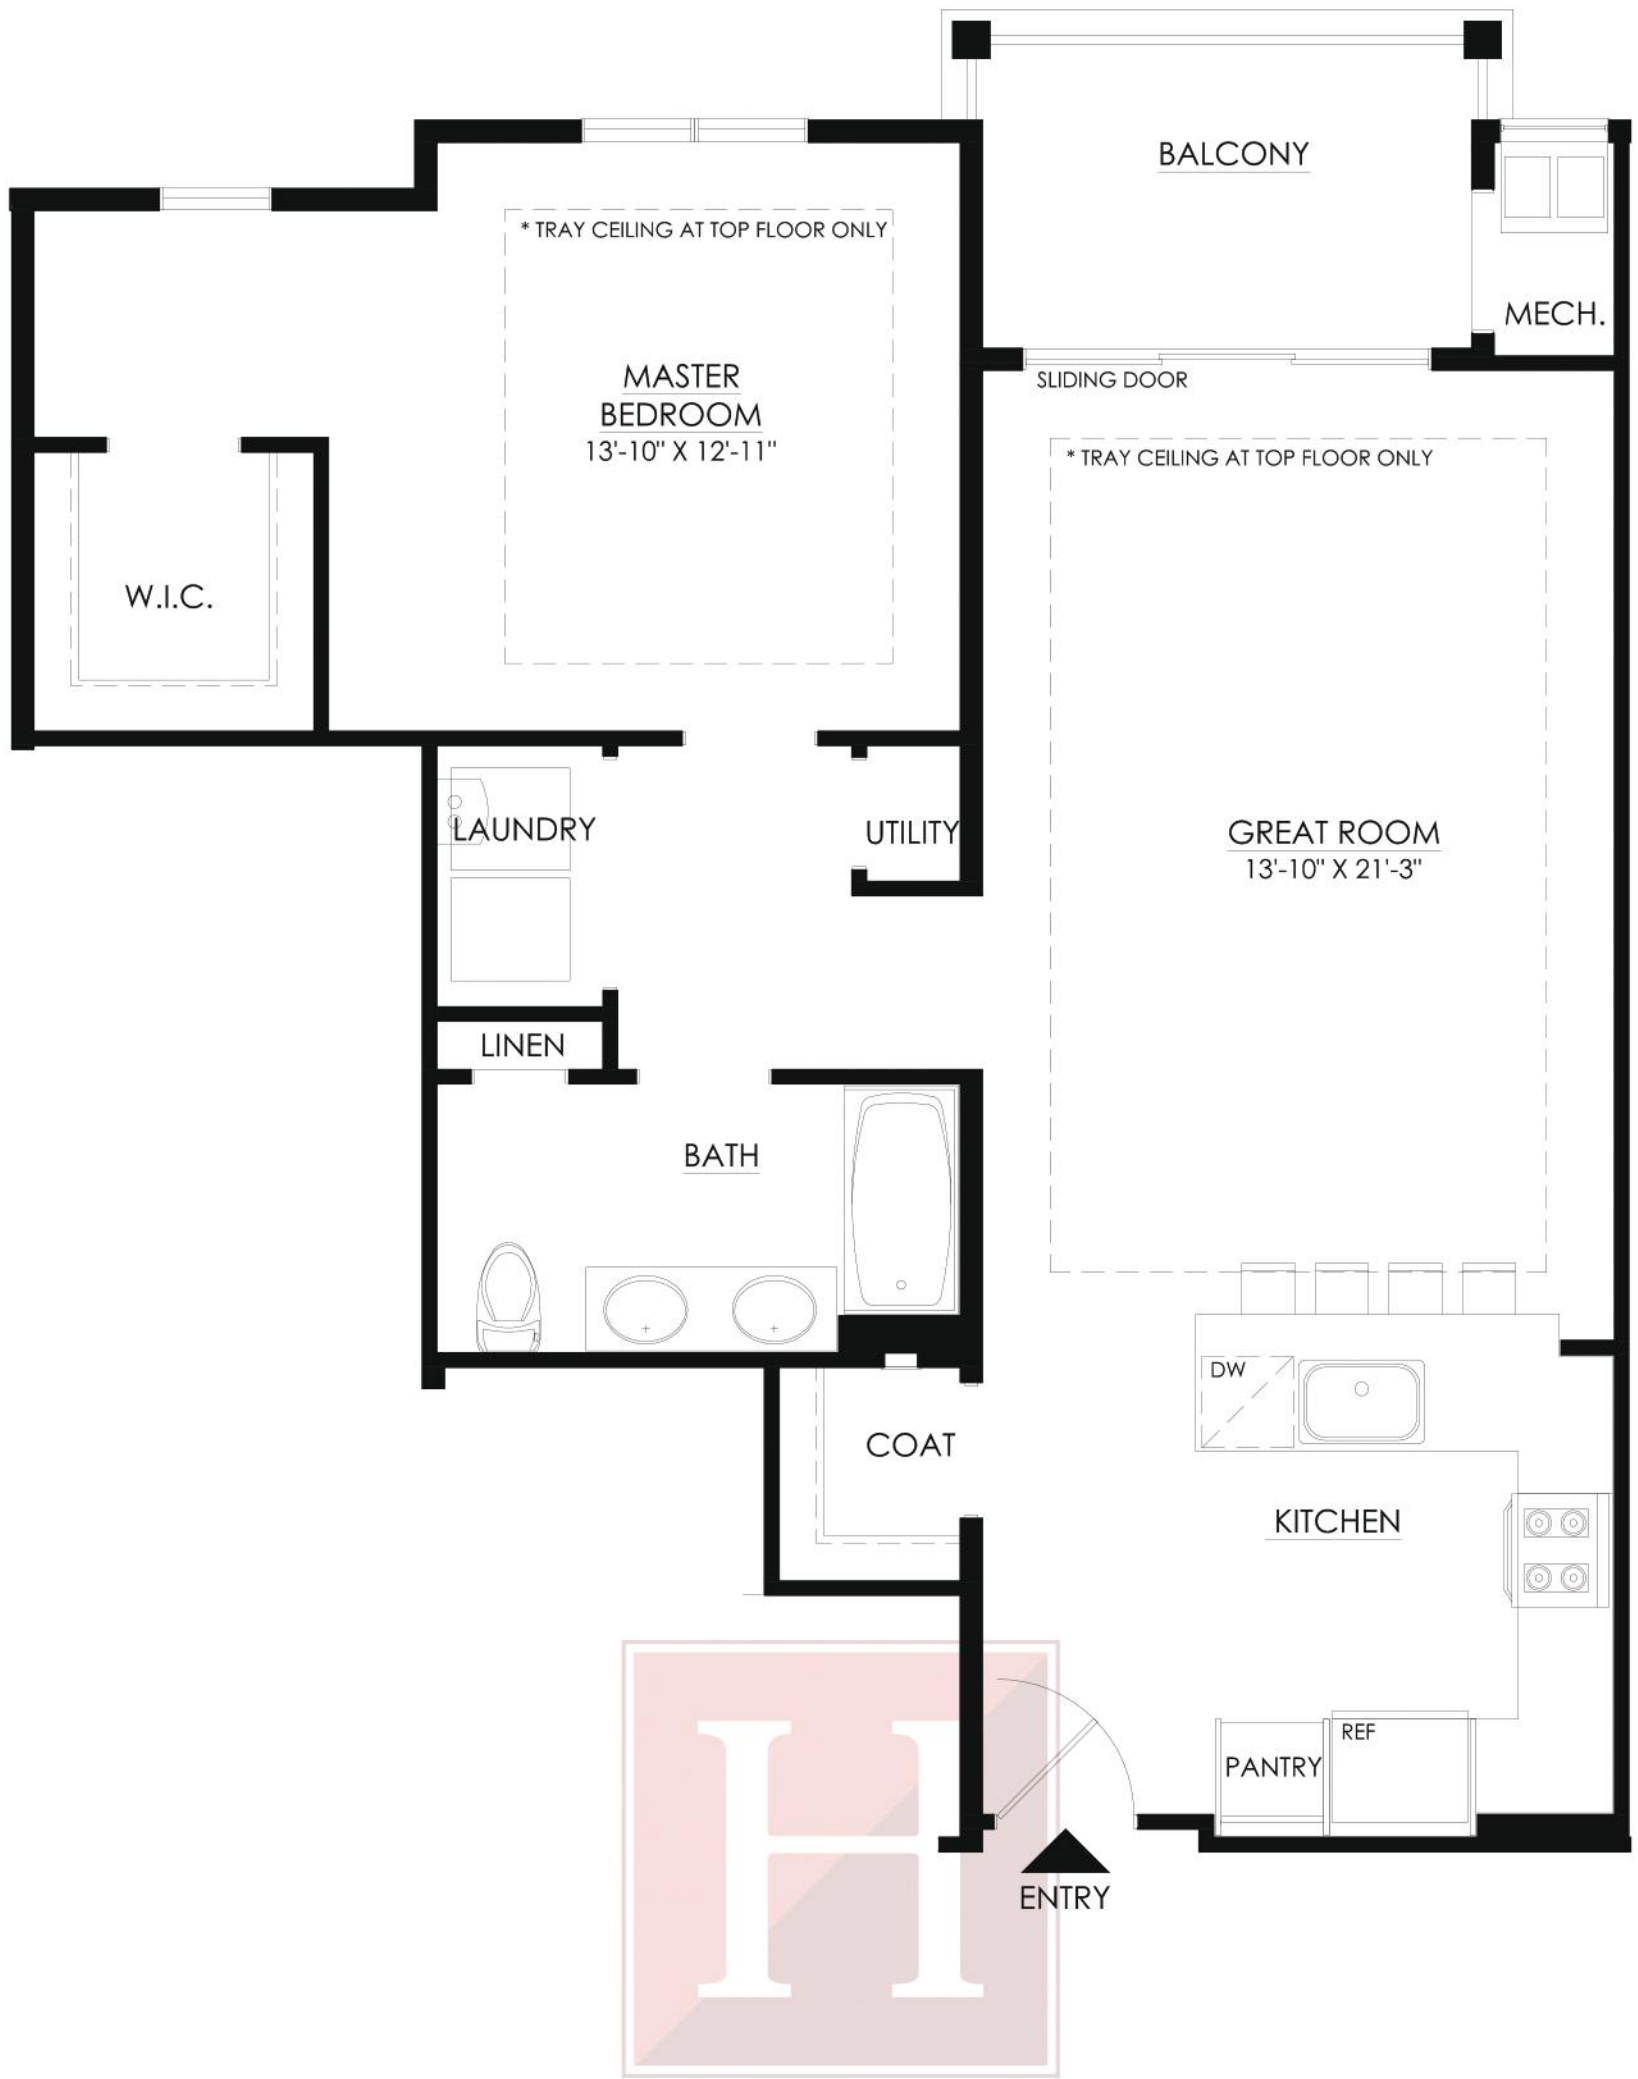 BALCONY
* TRAY CEILING AT TOP FLOOR ONLY
MECH.
MASTER
BEDROOM
13'-10" X 12'-11"
SLIDING DOOR
* TRAY CEILING AT TOP FLOOR ONLY
W.I.C.
LAUNDRY
UTILITY
GREAT ROOM
13'-10" X 21'-3"
LINEN
BATH
DW
COAT
KITCHEN
REF
PANTRY
ENTRY
H